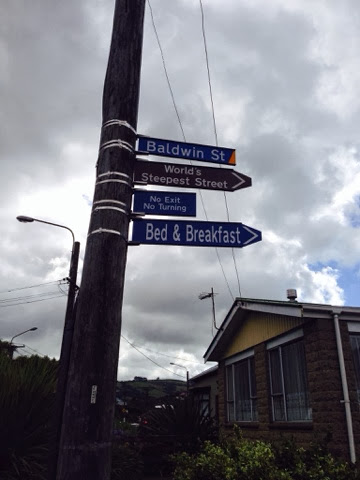 Baldwin St
World's
Steepest Street
No Exit
No Turning
Bed & Breakfast